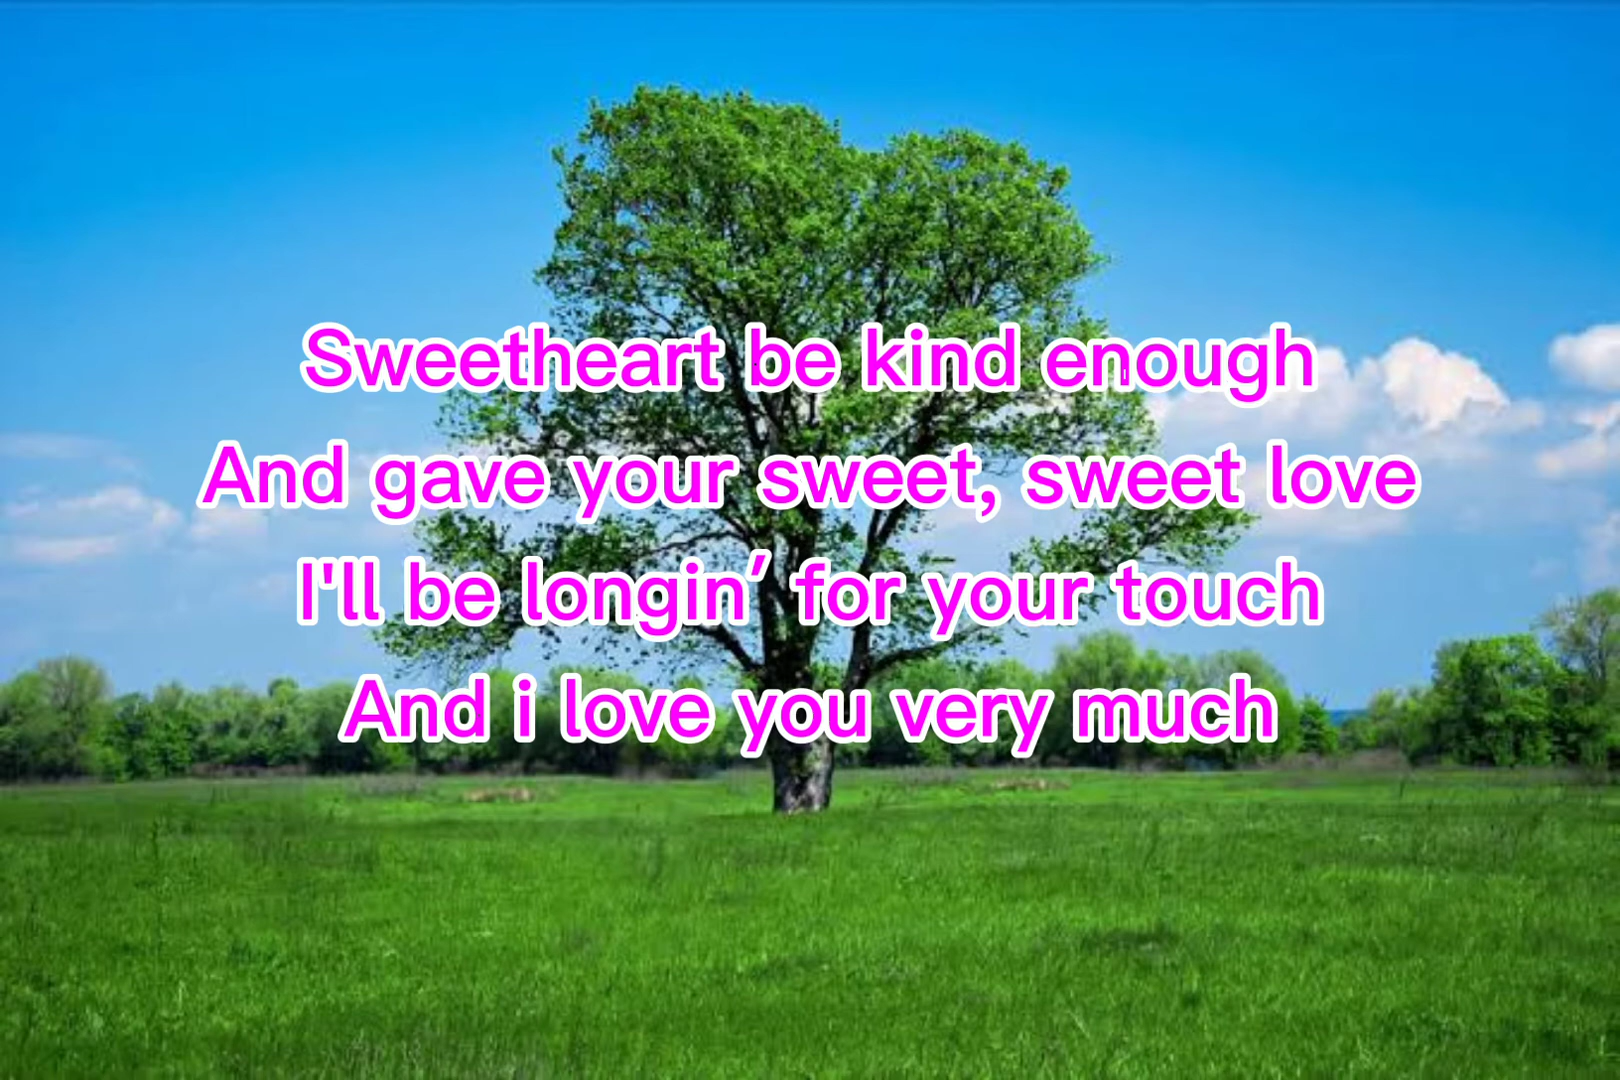 Sweetheart be kind enough
And gave your sweet, sweet love
I'll be longin’ for your touch
And i love you very much